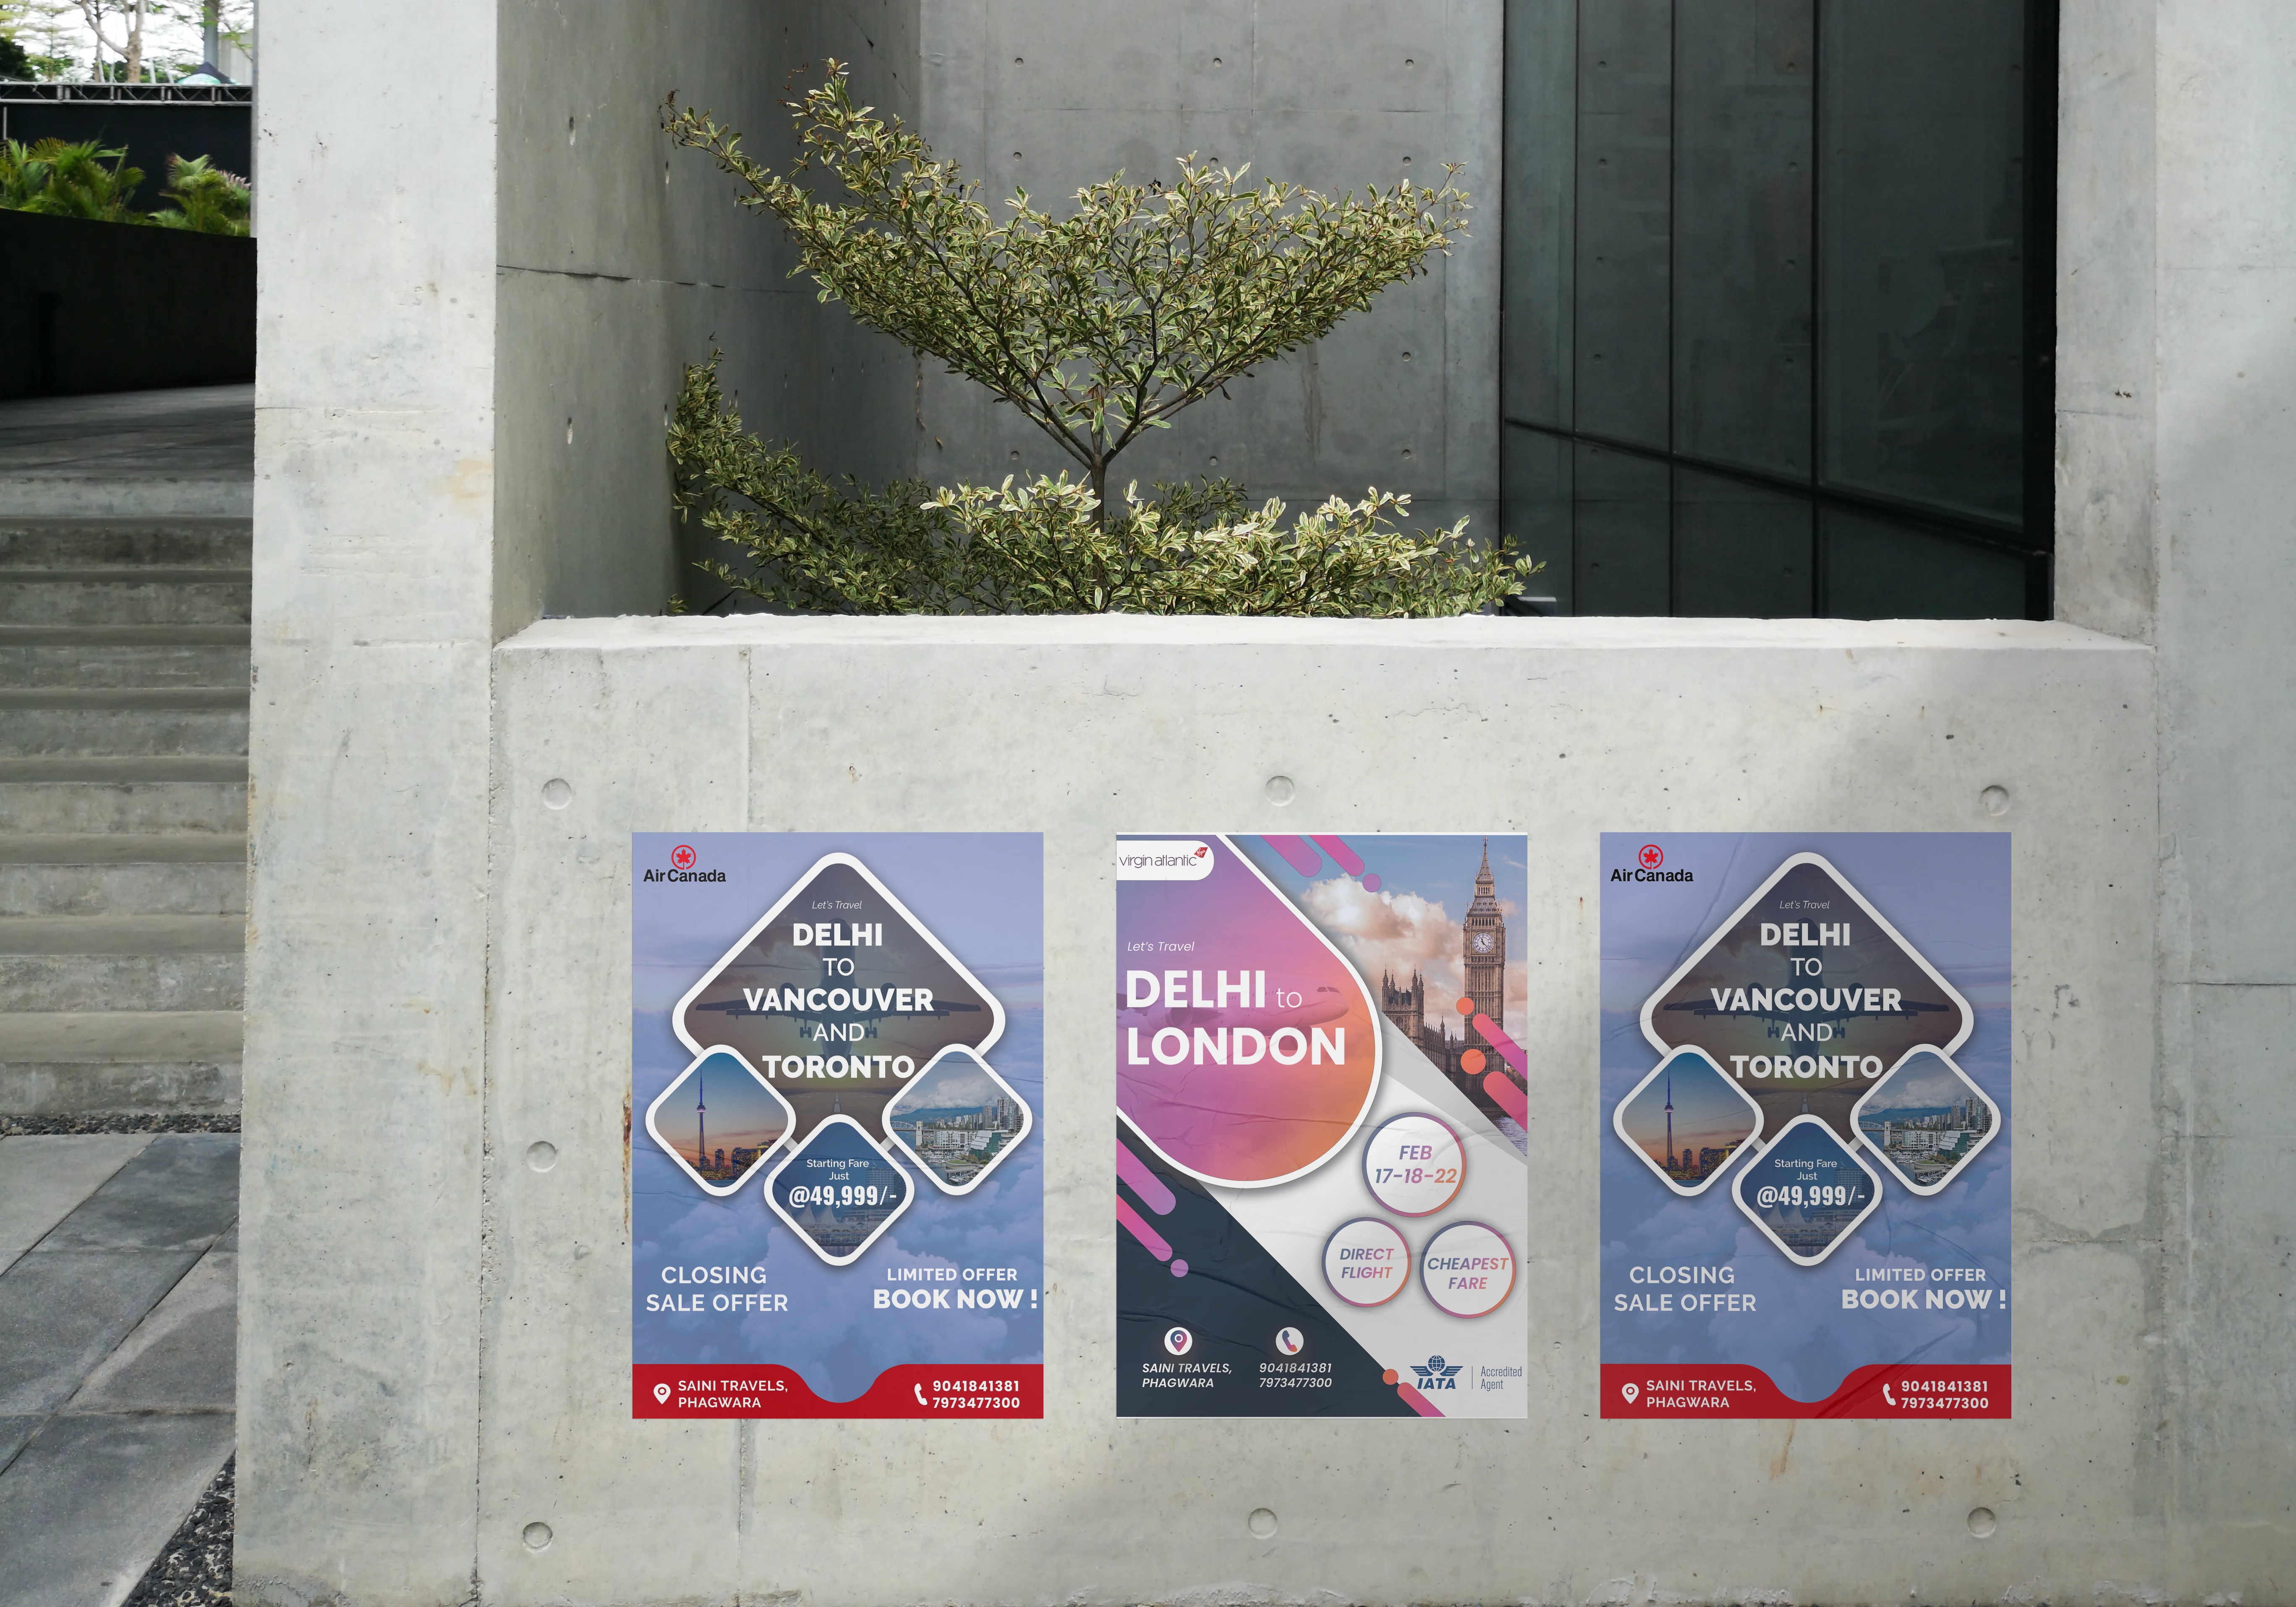 Air Canada
Let's Travel
DELHI
TO
VANCOUVER
AND
TORONTO
Starting Fare
Just
@49,999/-
CLOSING
SALE OFFER
LIMITED OFFER
BOOK NOW !
SAINI TRAVELS,
PHAGWARA
9041841381
7973477300
virgin atlantic
Let's Travel
DELHI to
LONDON
FEB
17-18-22
DIRECT
FLIGHT
CHEAPEST
FARE
SAINI TRAVELS,
PHAGWARA
9041841381
7973477300
IATA
Accredited
Agent
Air Canada
Let's Travel
DELHI
TO
VANCOUVER
AND
TORONTO
Starting Fare
Just
@49,999/-
CLOSING
SALE OFFER
LIMITED OFFER
BOOK NOW !
SAINI TRAVELS,
PHAGWARA
9041841381
7973477300